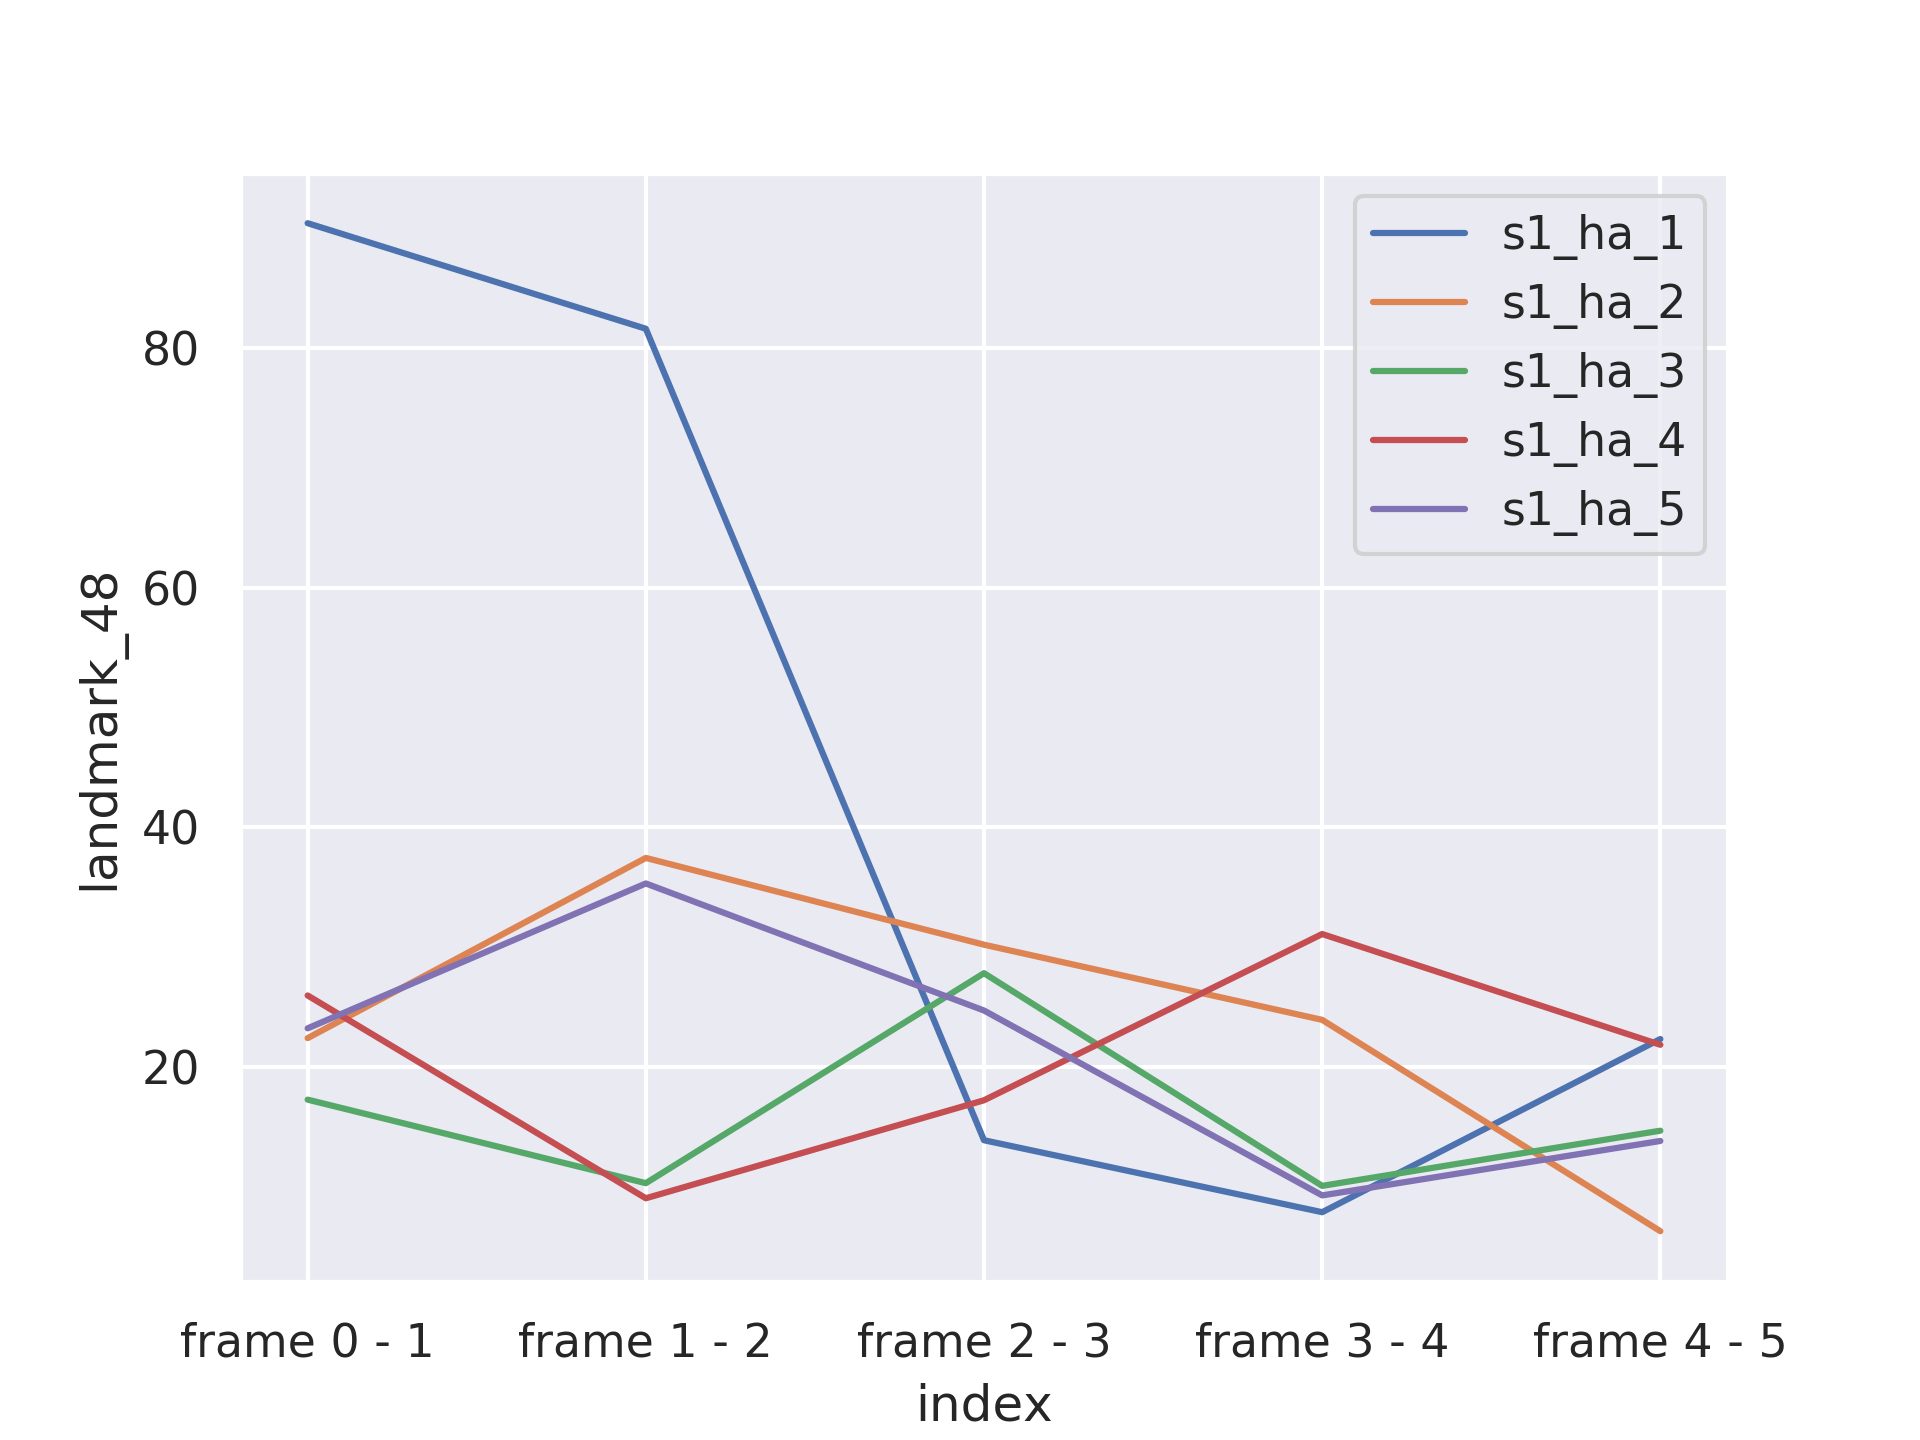 s1_ha_1
s1_ha_2
s1_ha_3
s1_ha_4
s1_ha_5
landmark_48
80
60
40
20
frame 0 - 1
frame 1 - 2
frame 2 - 3
frame 3 - 4
frame 4 - 5
index